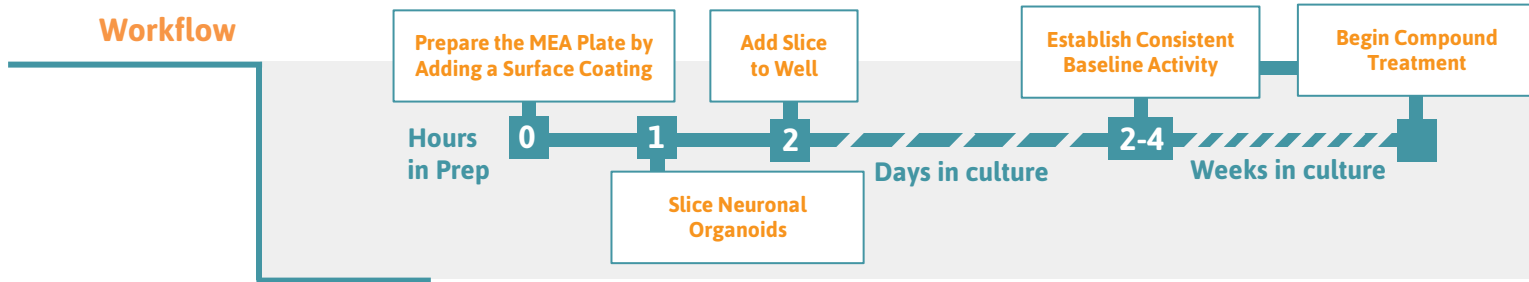 Workflow
Prepare the MEA Plate by
Adding a Surface Coating
Add Slice
to Well
Establish Consistent
Baseline Activity
Begin Compound
Treatment
Hours
in Prep
0
1
2
Days in culture
2-4
Weeks in culture
Slice Neuronal
Organoids